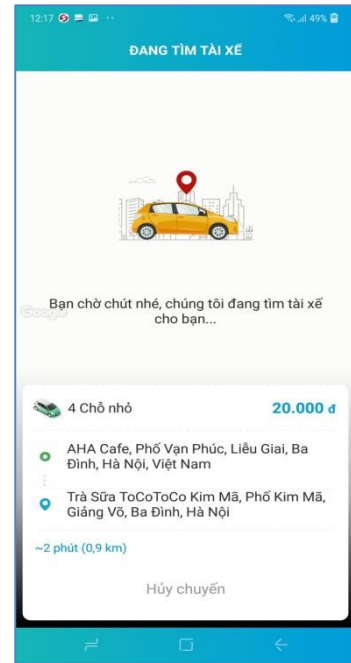 12:17
49%
ĐANG TÌM TÀI XẾ
Bạn chờ chút nhé, chúng tôi đang tìm tài xế
Google
cho bạn...
4 Chỗ nhỏ 20.000 đ
AHA Cafe, Phố Vạn Phúc, Liễu Giai, Ba
Đình, Hà Nội, Việt Nam
Trà Sữa ToCoToCo Kim Mã, Phố Kim Mã,
Giảng Võ, Ba Đình, Hà Nội
~2 phút (0,9 km)
Hủy chuyến